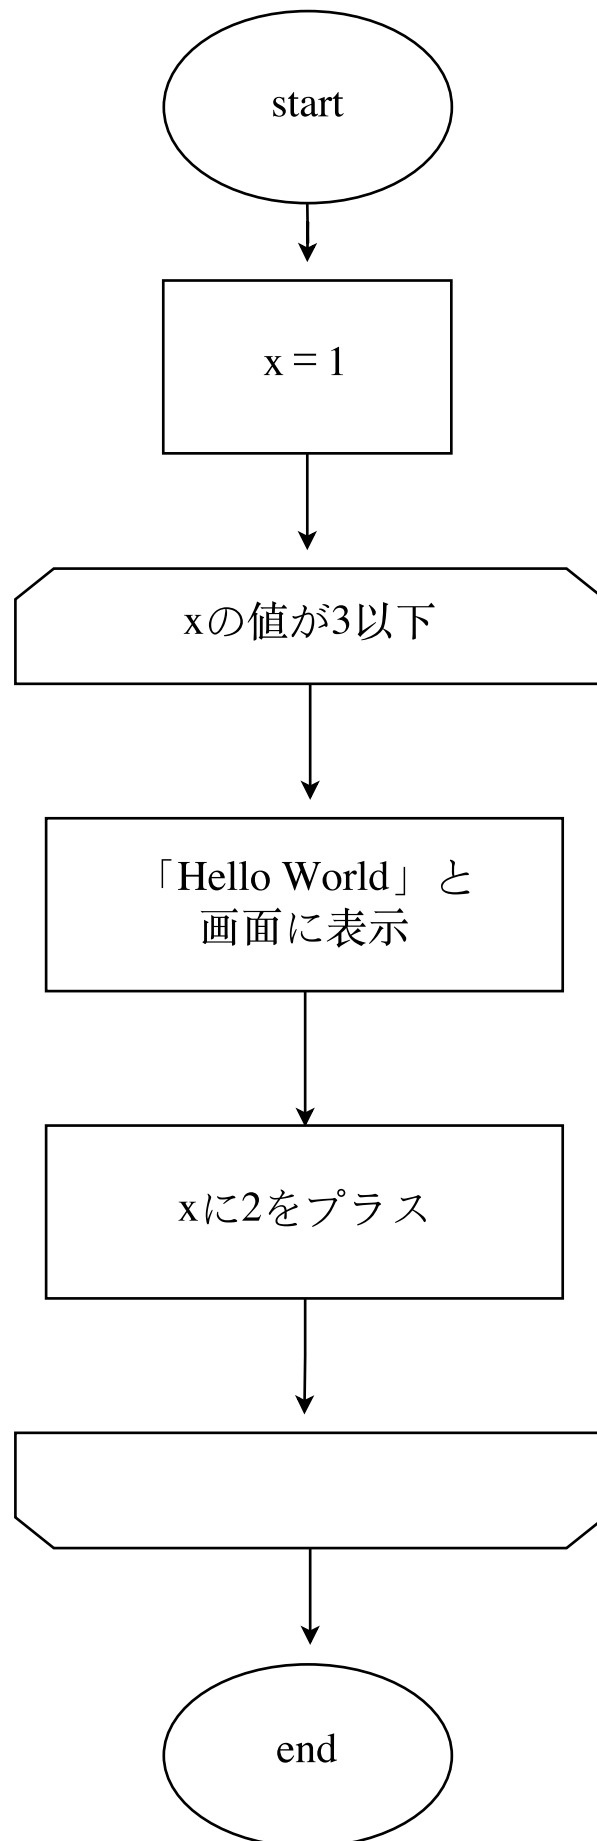 start
x = 1
xの値が3以下
「Hello World」と
画面に表示
xに2をプラス
end